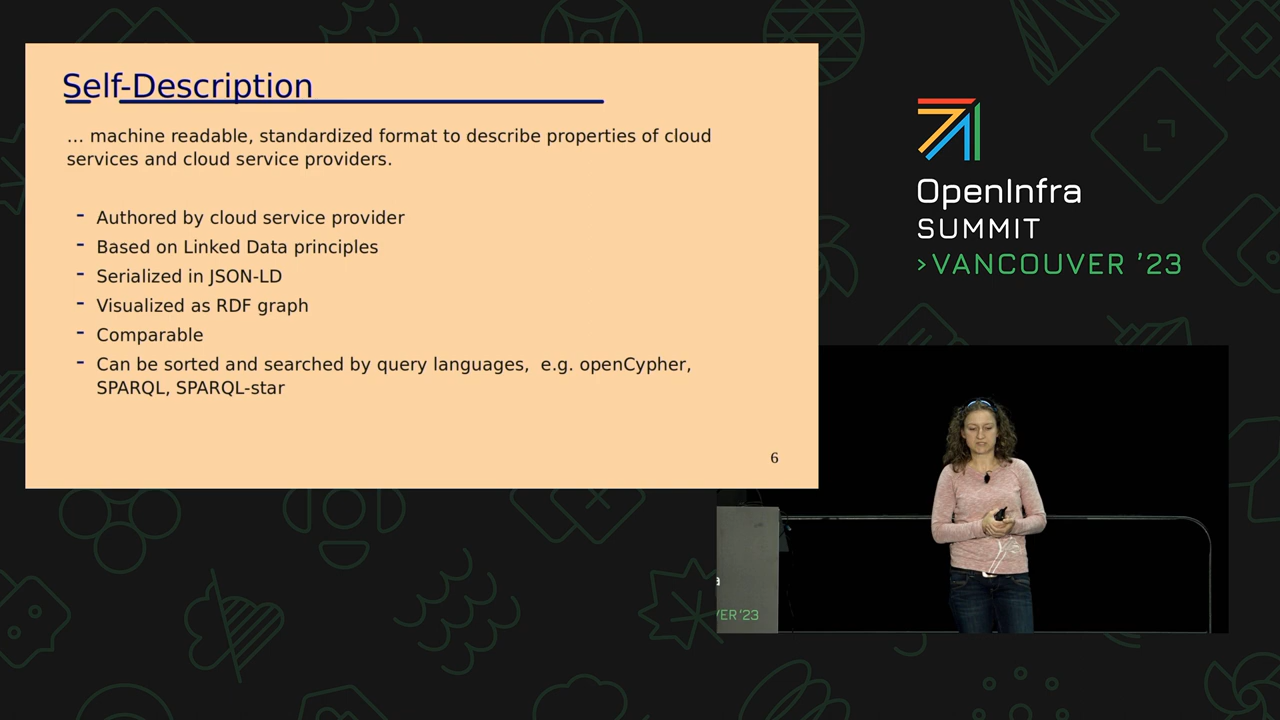 Self-Description
... machine readable, standardized format to describe properties of cloud
services and cloud service providers.
- Authored by cloud service provider
- Based on Linked Data principles
- Serialized in JSON-LD
- Visualized as RDF graph
- Comparable
- Can be sorted and searched by query languages,  e.g. openCypher,
SPARQL, SPARQL-star
6
OpenInfra
SUMMIT
>VANCOUVER '23
a
VER '23